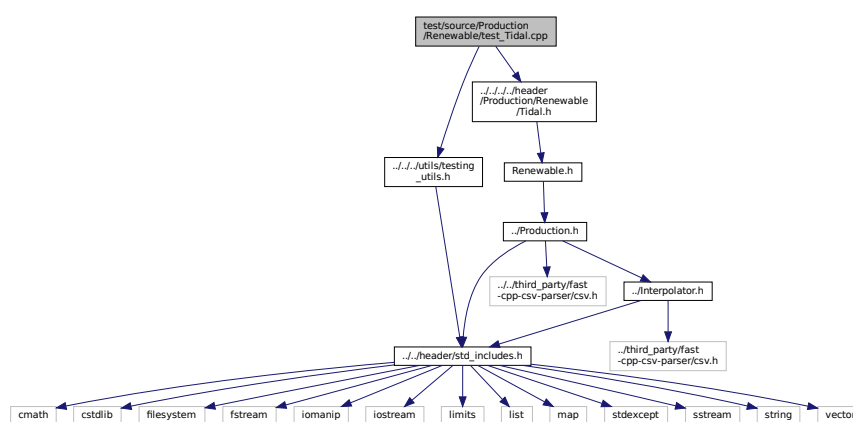 test/source/Production
/Renewable/test_Tidal.cpp
../../../../header
/Production/Renewable
/Tidal.h
../../../utils/testing
_utils.h
Renewable.h
../Production.h
../../third_party/fast
-cpp-csv-parser/csv.h
../Interpolator.h
../third_party/fast
-cpp-csv-parser/csv.h
../../header/std_includes.h
cmath
cstdlib
filesystem
fstream
iomanip
iostream
limits
list
map
stdexcept
sstream
string
vector